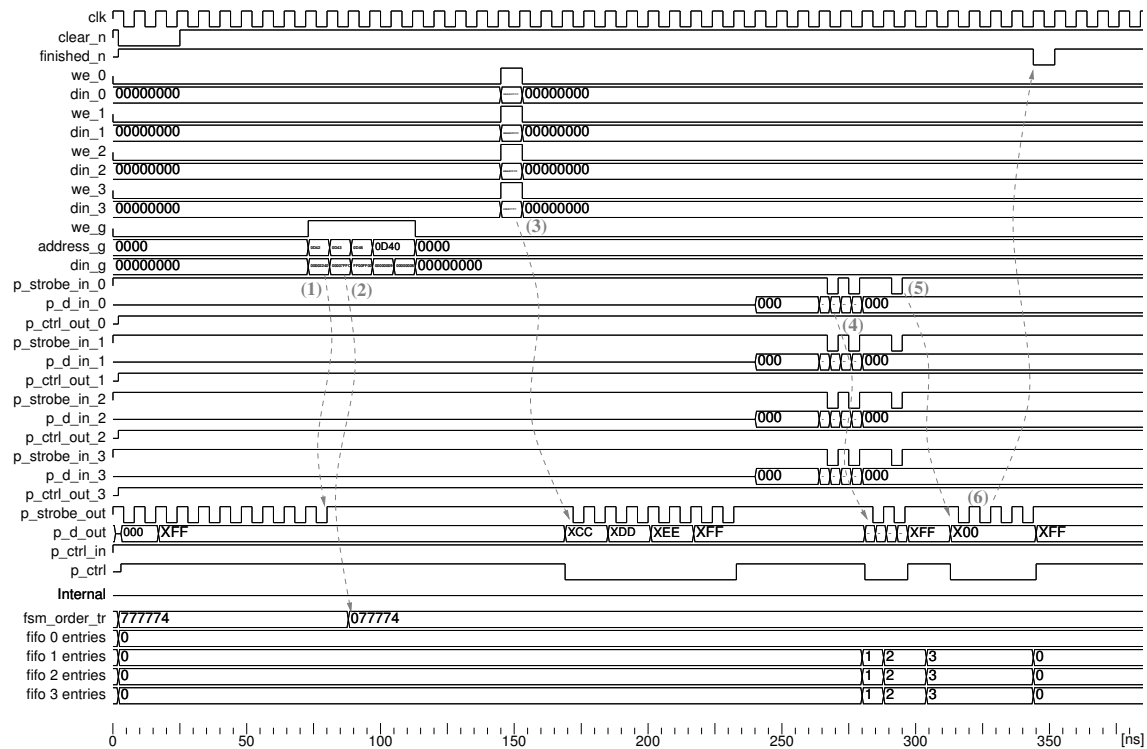 clk
clear_n
finished_n
we_0
din_0 00000000 00000000
we_1
din_1 00000000 00000000
we_2
din_2 00000000 00000000
we_3
din_3 00000000 00000000
we_g (3)
address_g 0000 0D42 0D43 0D40 0000
din_g 00000000 00000000
p_strobe_in_0 (1) (2) (5)
p_d_in_0 000 000
p_ctrl_out_0 (4)
p_strobe_in_1
p_d_in_1 000 000
p_ctrl_out_1
p_strobe_in_2
p_d_in_2 000 000
p_ctrl_out_2
p_strobe_in_3
p_d_in_3 000 000
p_ctrl_out_3 (6)
p_strobe_out
p_d_out 000 XFF XCC XDD XEE XFF XFF X00 XFF
p_ctrl_in
p_ctrl
Internal
fsm_order_tr 777774 077774
fifo 0 entries 0
fifo 1 entries 0 1 2 3 0
fifo 2 entries 0 1 2 3 0
fifo 3 entries 0 1 2 3 0
0 50 100 150 200 250 300 350 [ns]